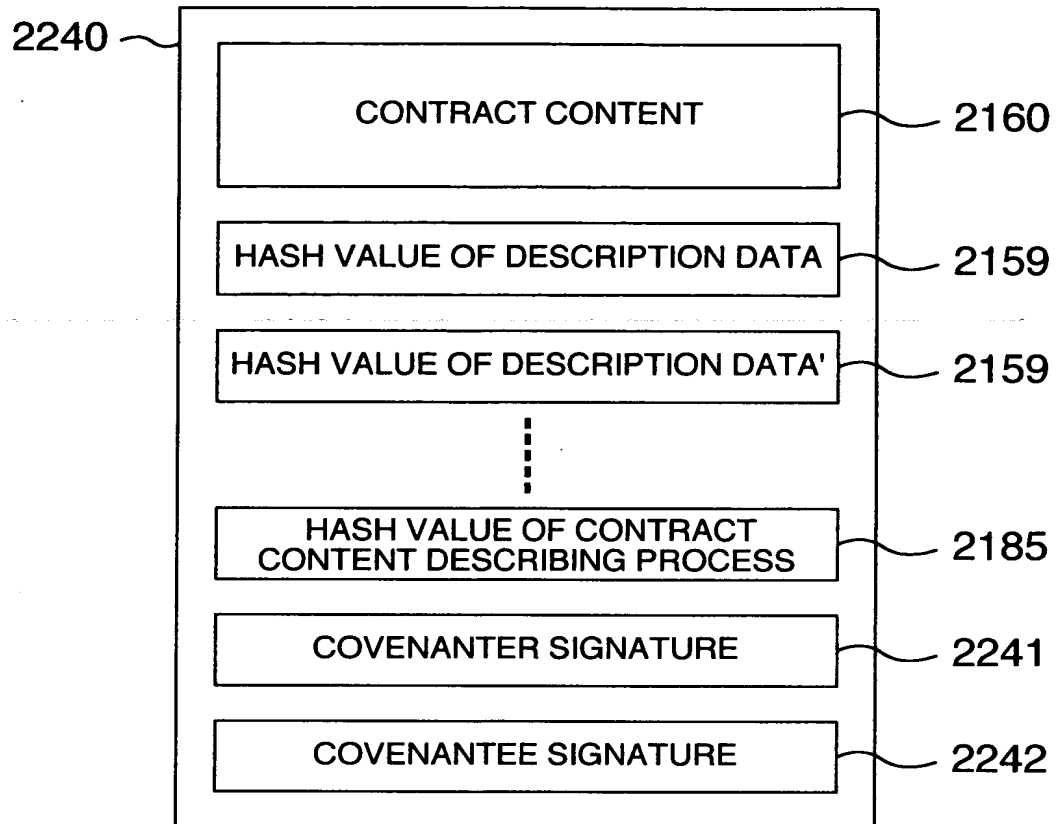 2240
CONTRACT CONTENT 2160
HASH VALUE OF DESCRIPTION DATA 2159
HASH VALUE OF DESCRIPTION DATA' 2159
HASH VALUE OF CONTRACT
CONTENT DESCRIBING PROCESS 2185
COVENANTER SIGNATURE 2241
COVENANTEE SIGNATURE 2242